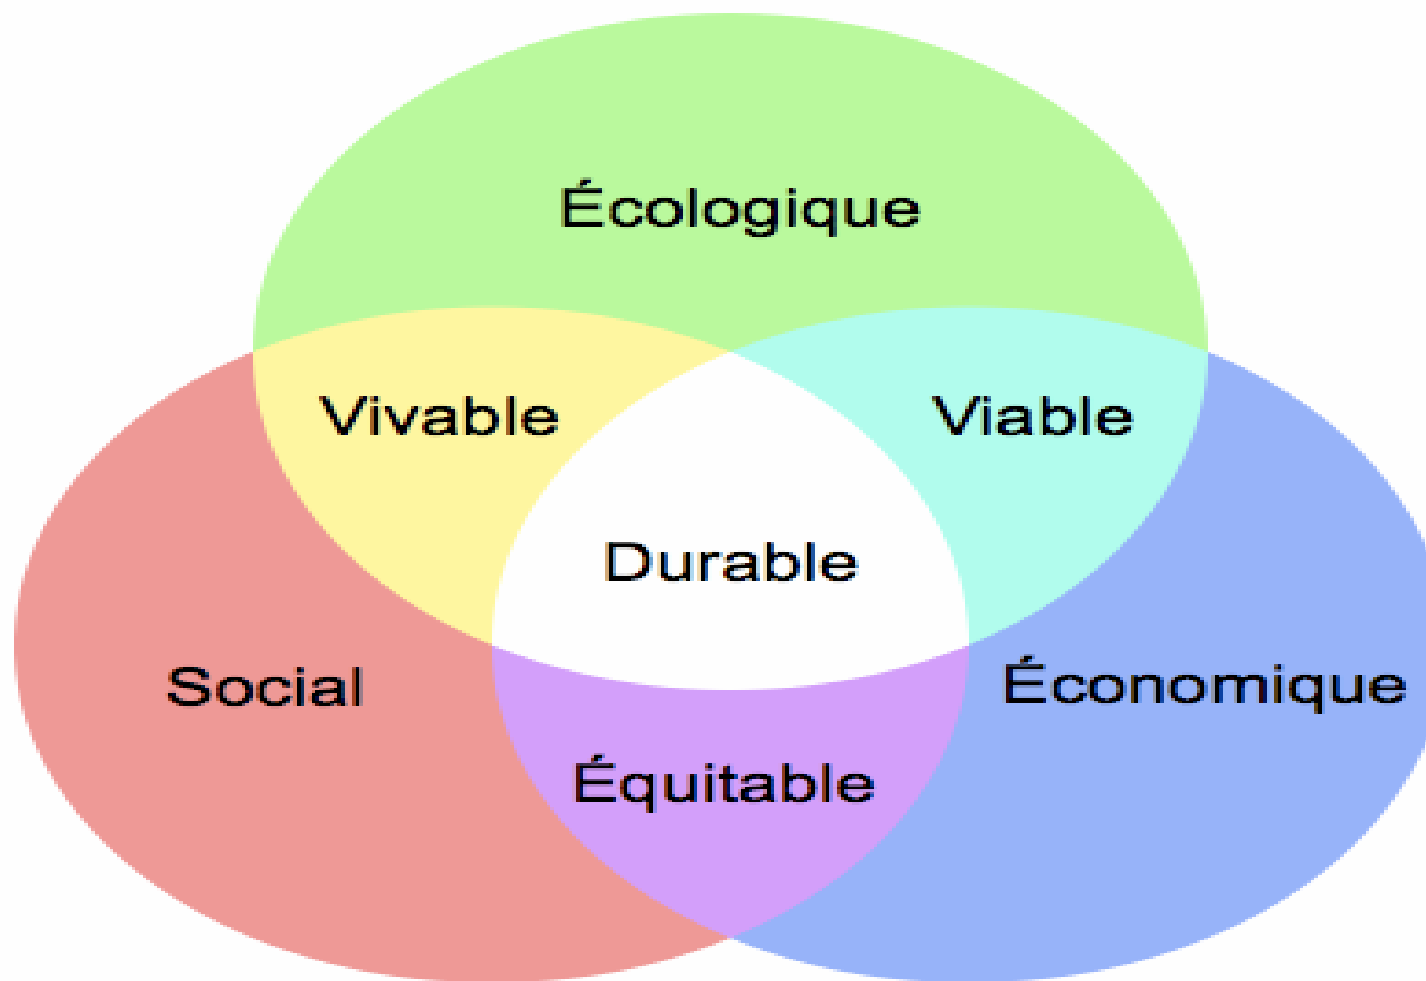 Écologique
Vivable
Viable
Durable
Social
Économique
Équitable